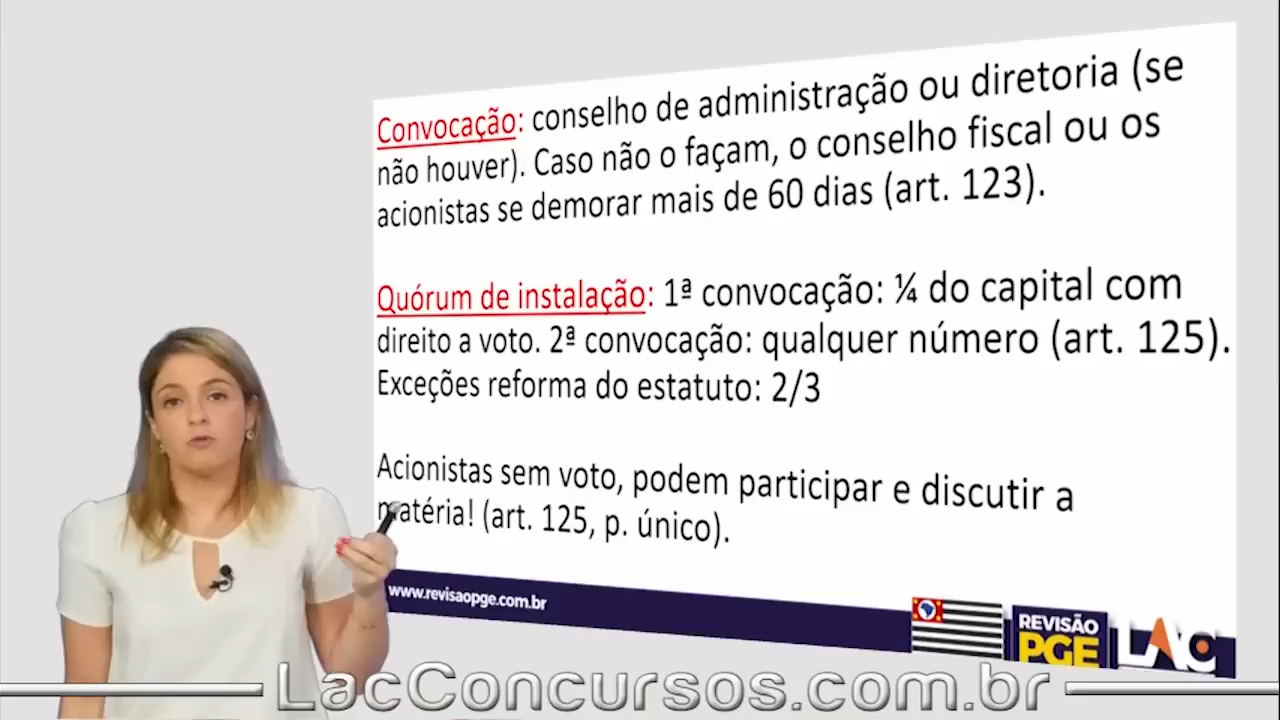 Convocação: conselho de administração ou diretoria (se
não houver). Caso não o façam, o conselho fiscal ou os
acionistas se demorar mais de 60 dias (art. 123).
Quórum de instalação: 1ª convocação: ¼ do capital com
direito a voto. 2ª convocação: qualquer número (art. 125).
Exceções reforma do estatuto: 2/3
Acionistas sem voto, podem participar e discutir a
matéria! (art. 125, p. único).
www.revisaopge.com.br
REVISÃO
PGE
LAC
LacConcursos.com.br